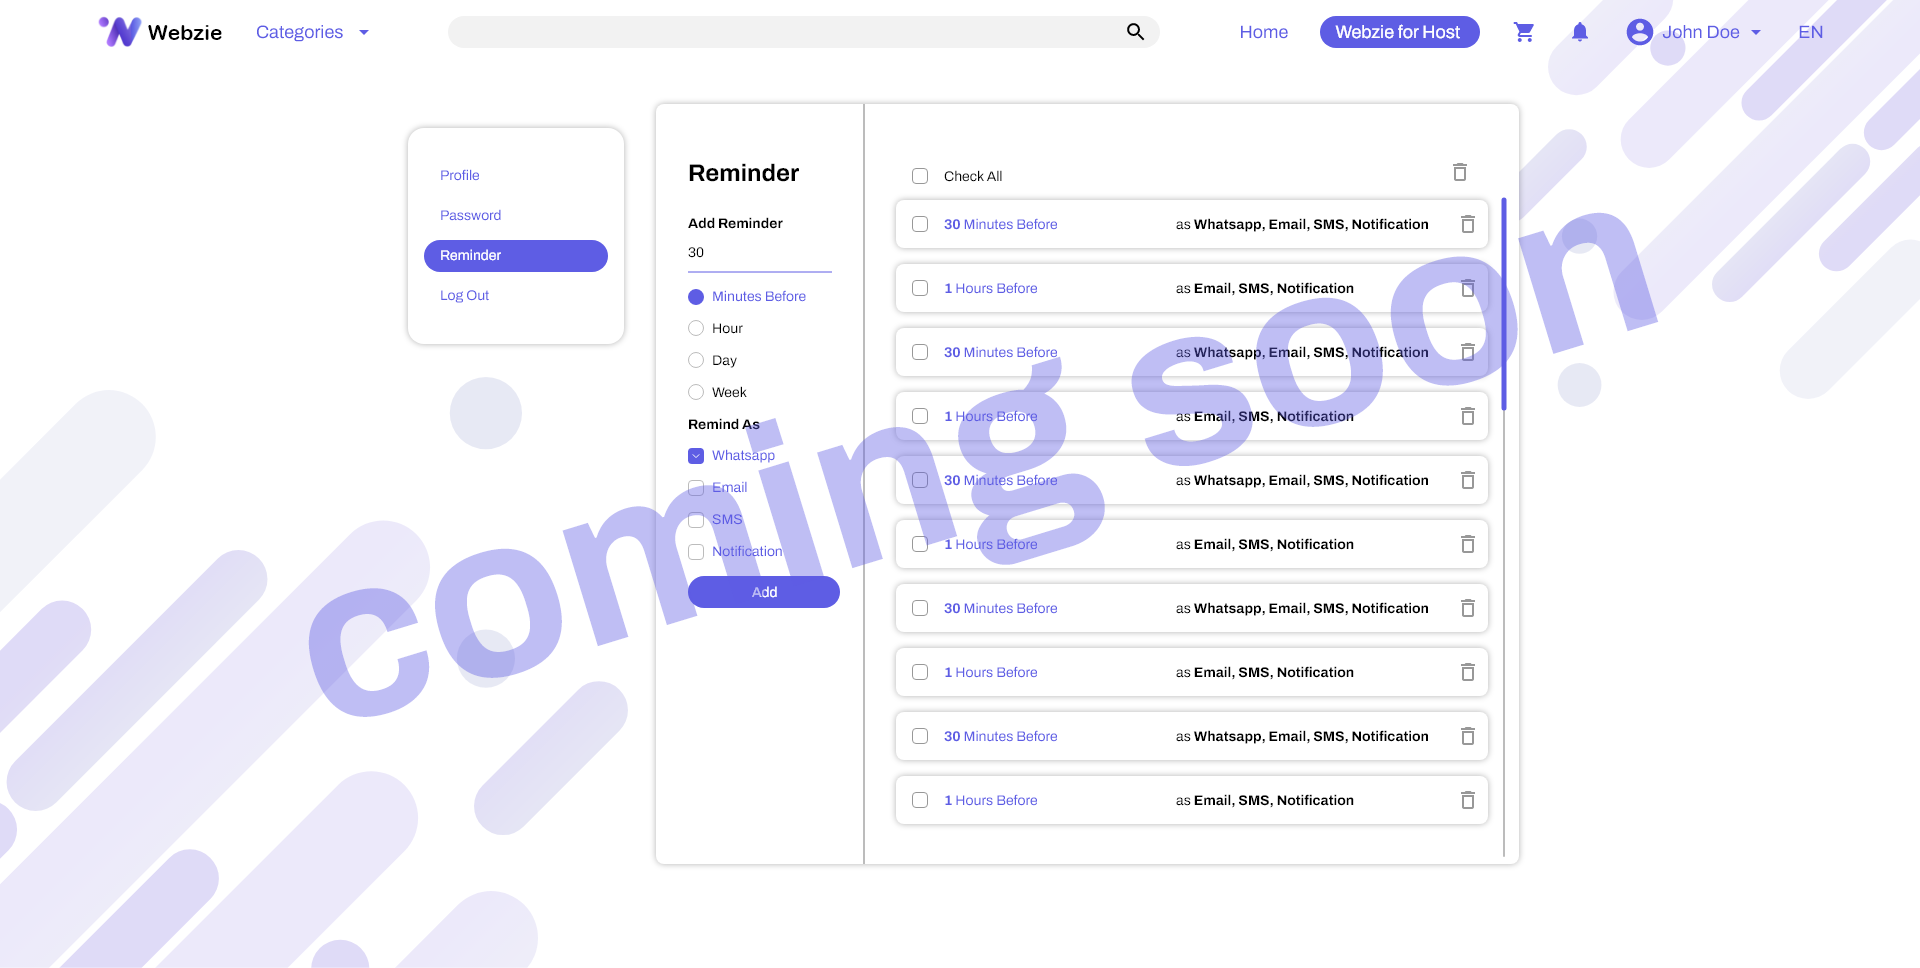 Webzie
Categories
Home
Webzie for Host
John Doe
EN
Profile
Password
Reminder
Log Out
Reminder
Add Reminder
30
Minutes Before
Hour
Day
Week
Remind As
Whatsapp
Email
SMS
Notification
Add
Check All
30 Minutes Before as Whatsapp, Email, SMS, Notification
1 Hours Before as Email, SMS, Notification
30 Minutes Before as Whatsapp, Email, SMS, Notification
1 Hours Before as Email, SMS, Notification
30 Minutes Before as Whatsapp, Email, SMS, Notification
1 Hours Before as Email, SMS, Notification
30 Minutes Before as Whatsapp, Email, SMS, Notification
1 Hours Before as Email, SMS, Notification
30 Minutes Before as Whatsapp, Email, SMS, Notification
1 Hours Before as Email, SMS, Notification
coming soon